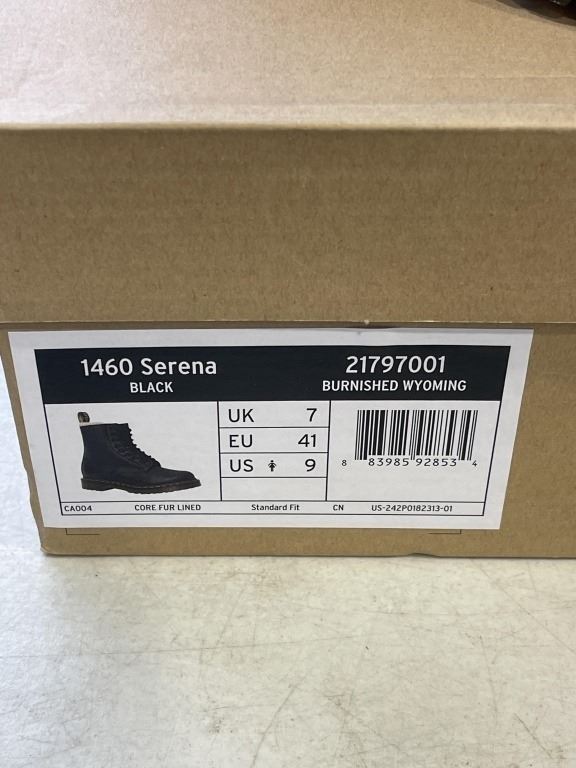 1460 Serena
BLACK
21797001
BURNISHED WYOMING
UK 7
EU 41
US 9
8 83985 92853 4
CA004 CORE FUR LINED Standard Fit CN US-242P0182313-01